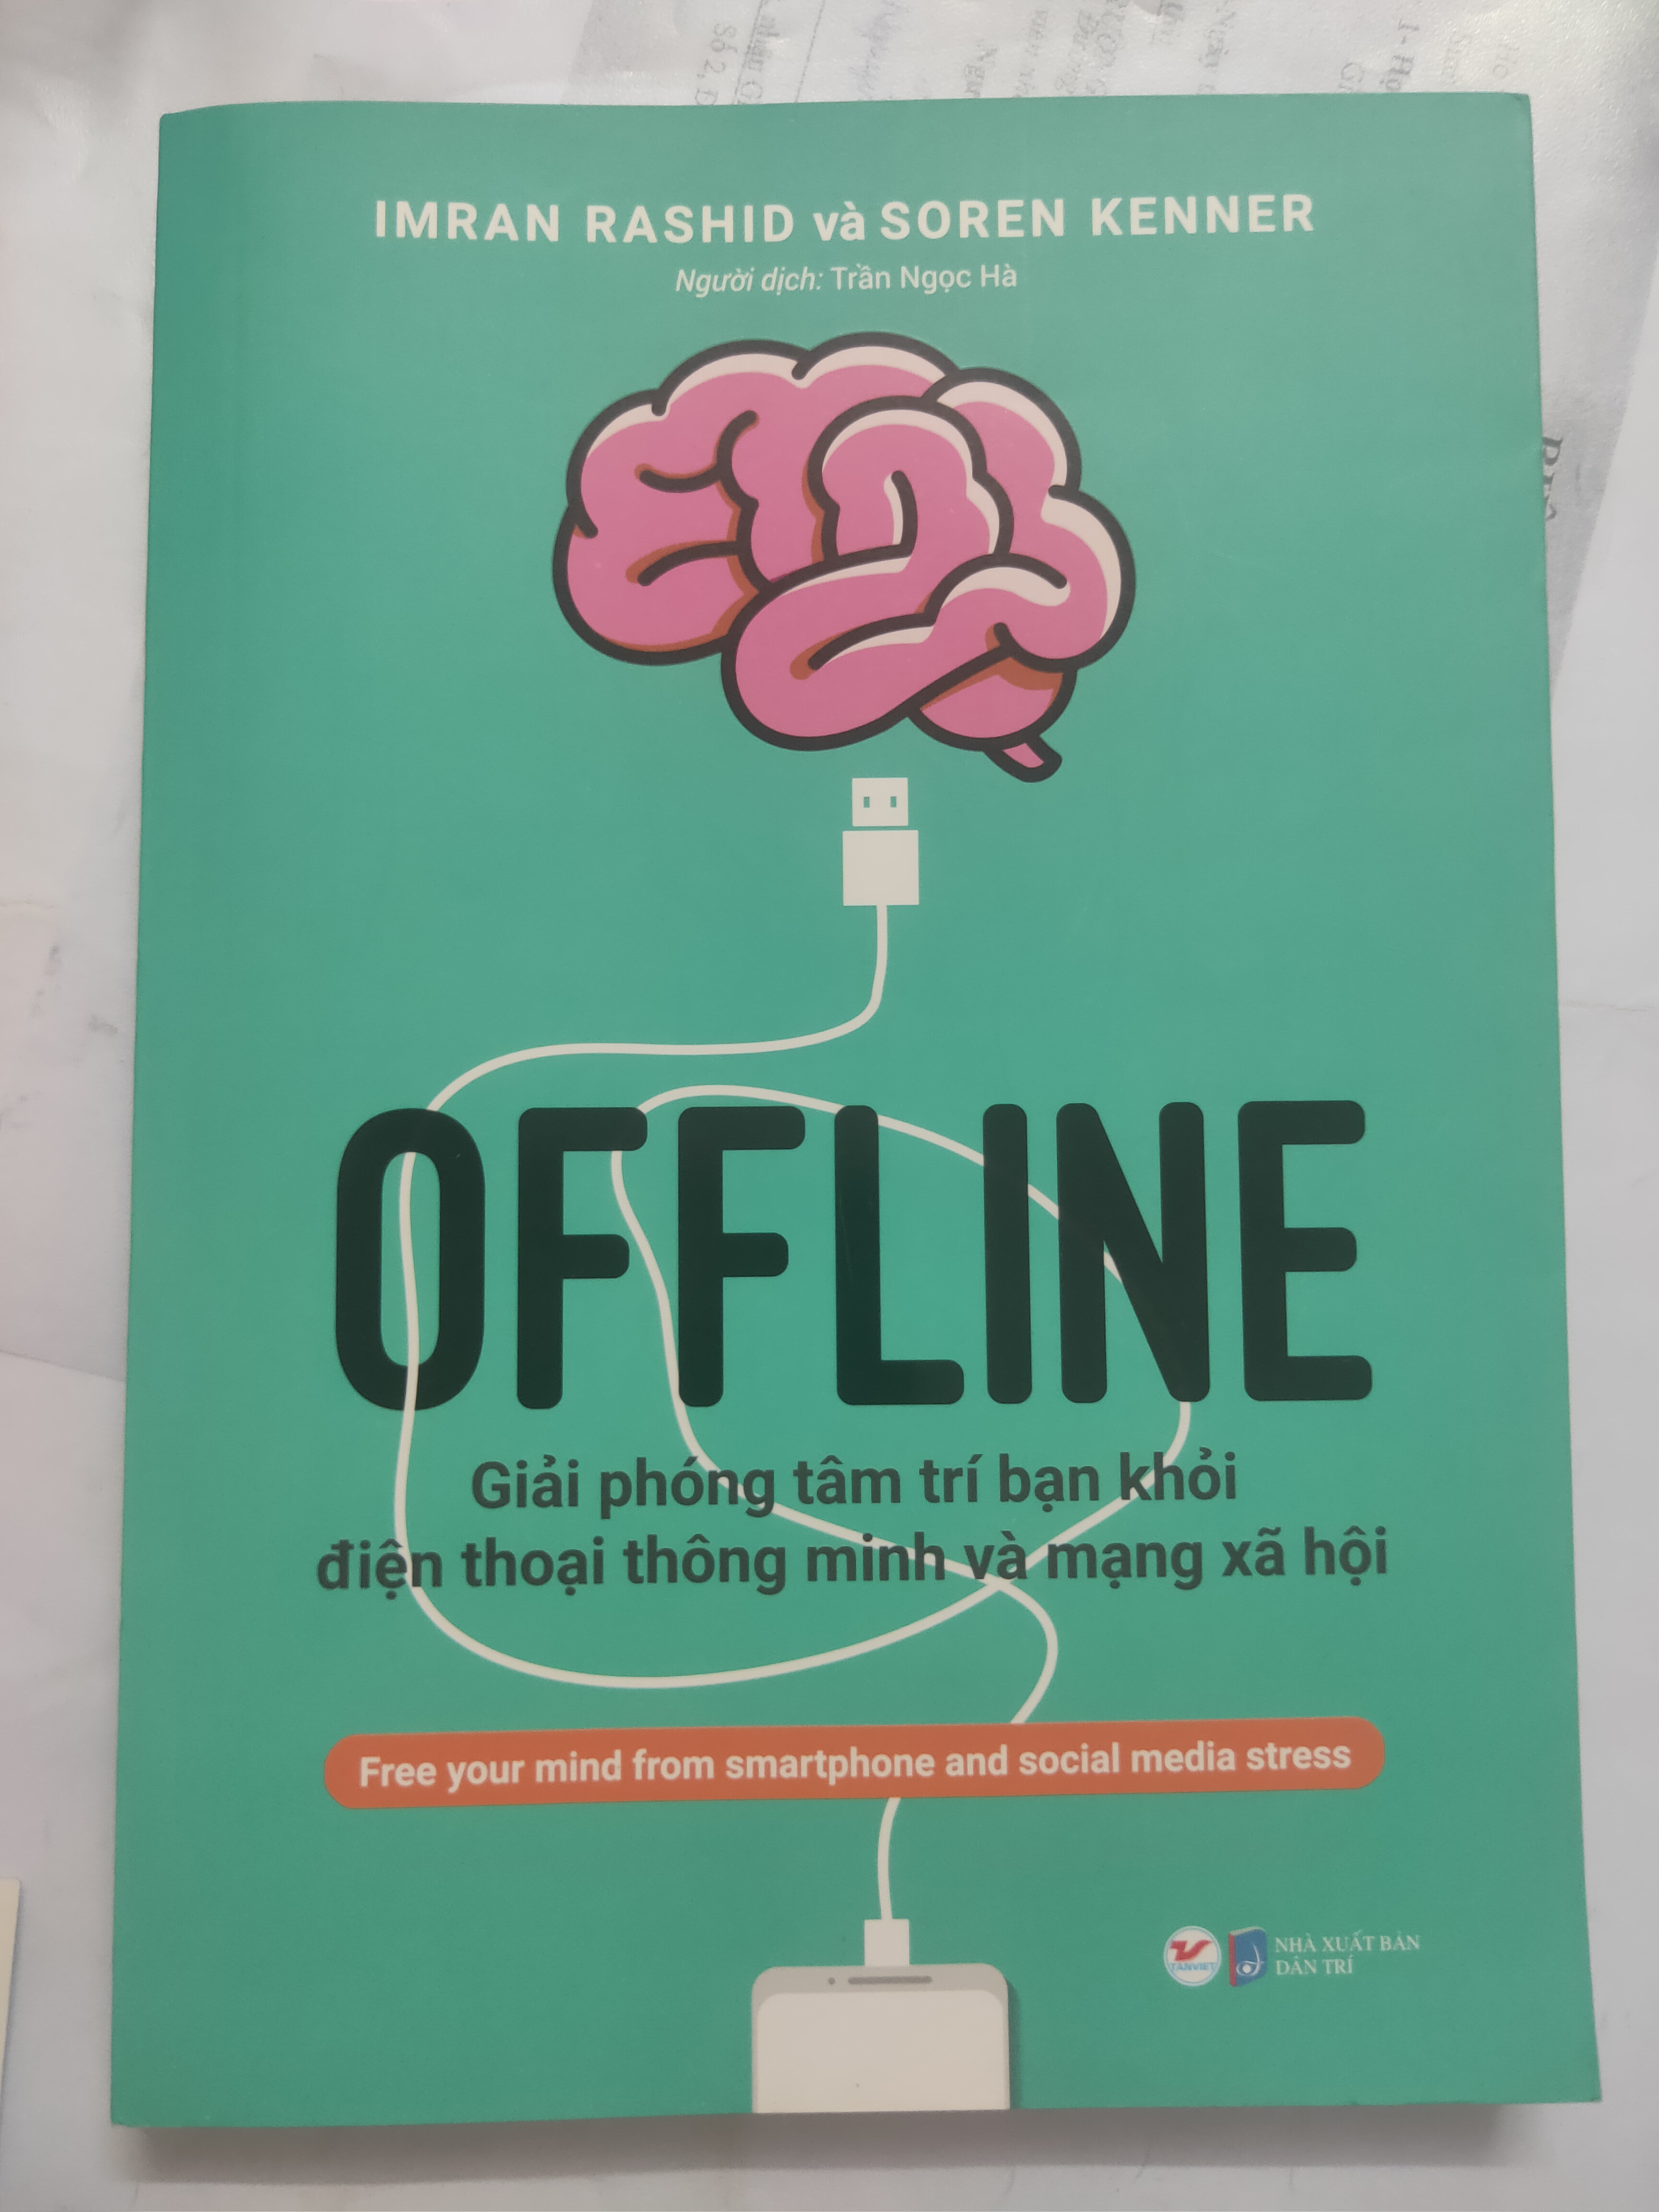 IMRAN RASHID và SOREN KENNER
Người dịch: Trần Ngọc Hà
OFFLINE
Giải phóng tâm trí bạn khỏi
điện thoại thông minh và mạng xã hội
Free your mind from smartphone and social media stress
TANVIET
NHÀ XUẤT BẢN
DÂN TRÍ